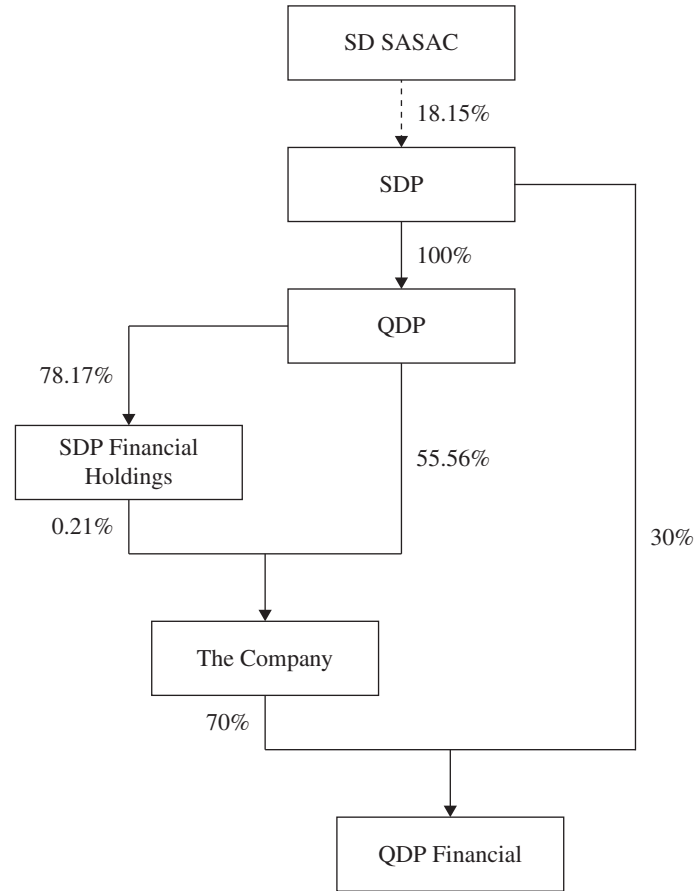 SD SASAC
18.15%
SDP
100%
QDP
78.17%
SDP Financial
Holdings
55.56%
0.21%
30%
The Company
70%
QDP Financial